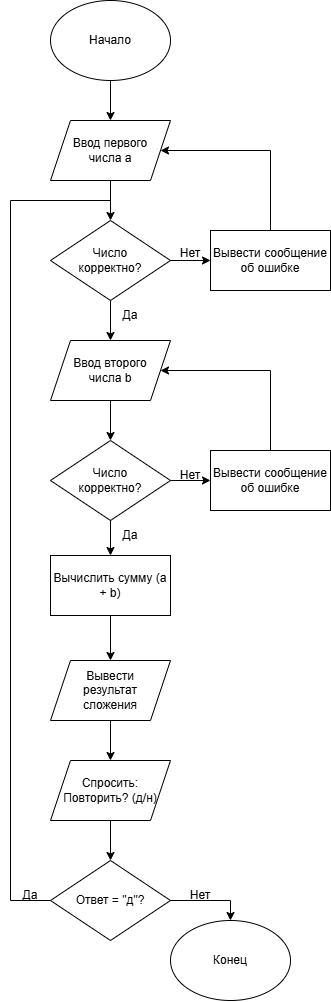 Начало
Ввод первого
числа a
Число
корректно?
Нет
Вывести сообщение
об ошибке
Да
Ввод второго
числа b
Число
корректно?
Нет
Вывести сообщение
об ошибке
Да
Вычислить сумму (a
+ b)
Вывести
результат
сложения
Спросить:
Повторить? (д/н)
Да
Ответ = "д"?
Нет
Конец